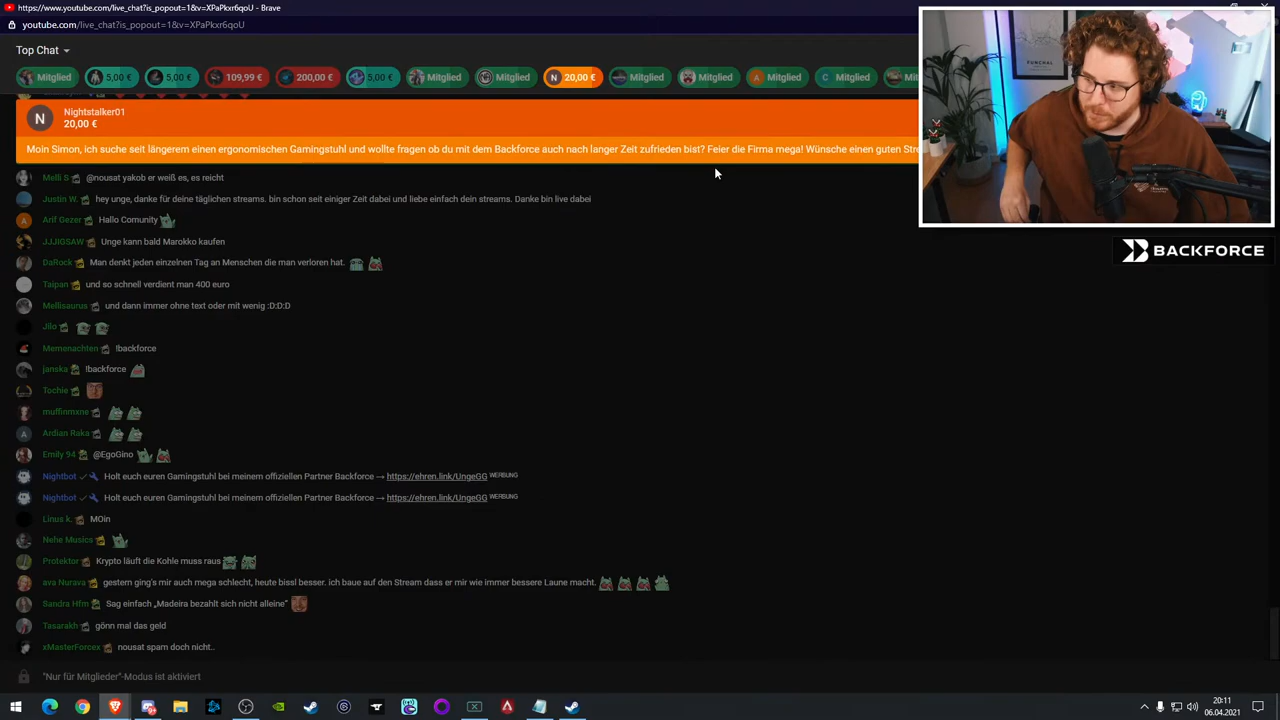 https://www.youtube.com/live_chat?is_popout=1&v=XPaPkxr6qoU - Brave
youtube.com/live_chat?is_popout=1&v=XPaPkxr6qoU
Top Chat
Mitglied 5,00 € 5,00 € 109,99 € 200,00 € 5,00 € Mitglied Mitglied N 20,00 € Mitglied Mitglied A Mitglied C Mitglied
N Nightstalker01
20,00 €
Moin Simon, ich suche seit längerem einen ergonomischen Gamingstuhl und wollte fragen ob du mit dem Backforce auch nach langer Zeit zufrieden bist? Feier die Firma mega! Wünsche einen guten Stre
Melli S @nousat yakob er weiß es, es reicht
Justin W. hey unge, danke für deine täglichen streams. bin schon seit einiger Zeit dabei und liebe einfach dein streams. Danke bin live dabei
A Arif Gezer Hallo Comunity
JJJIGSAW Unge kann bald Marokko kaufen
DaRock Man denkt jeden einzelnen Tag an Menschen die man verloren hat.
Taipan und so schnell verdient man 400 euro
Mellisaurus und dann immer ohne text oder mit wenig :D:D:D
Jilo
Memenachten !backforce
janska !backforce
Tochie
muffinmxne
A Ardian Raka
Emily 94 @EgoGino
Nightbot Holt euch euren Gamingstuhl bei meinem offiziellen Partner Backforce → https://ehren.link/UngeGG ᵂᴱᴿᴮᵁᴺᴳ
Nightbot Holt euch euren Gamingstuhl bei meinem offiziellen Partner Backforce → https://ehren.link/UngeGG ᵂᴱᴿᴮᵁᴺᴳ
Linus k. MOin
Nehe Musics
Protektor Krypto läuft die Kohle muss raus
ava Nurava gestern ging's mir auch mega schlecht, heute bissl besser. ich baue auf den Stream dass er mir wie immer bessere Laune macht.
Sandra Hfm Sag einfach „Madeira bezahlt sich nicht alleine“
Tasarakh gönn mal das geld
xMasterForcex nousat spam doch nicht..
"Nur für Mitglieder"-Modus ist aktiviert
FUNCHAL
BACKFORCE
20:11
06.04.2021